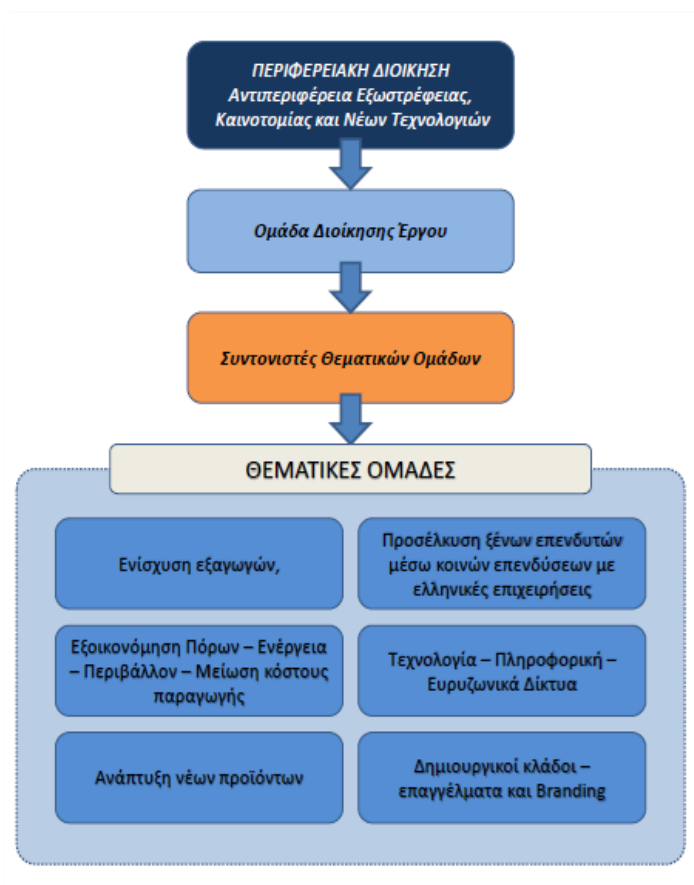 ΠΕΡΙΦΕΡΕΙΑΚΗ ΔΙΟΙΚΗΣΗ
Αντιπεριφέρεια Εξωστρέφειας,
Καινοτομίας και Νέων Τεχνολογιών
Ομάδα Διοίκησης Έργου
Συντονιστές Θεματικών Ομάδων
ΘΕΜΑΤΙΚΕΣ ΟΜΑΔΕΣ
Ενίσχυση εξαγωγών,
Προσέλκυση ξένων επενδυτών
μέσω κοινών επενδύσεων με
ελληνικές επιχειρήσεις
Εξοικονόμηση Πόρων – Ενέργεια
– Περιβάλλον – Μείωση κόστους
παραγωγής
Τεχνολογία – Πληροφορική –
Ευρυζωνικά Δίκτυα
Ανάπτυξη νέων προϊόντων
Δημιουργικοί κλάδοι –
επαγγέλματα και Branding